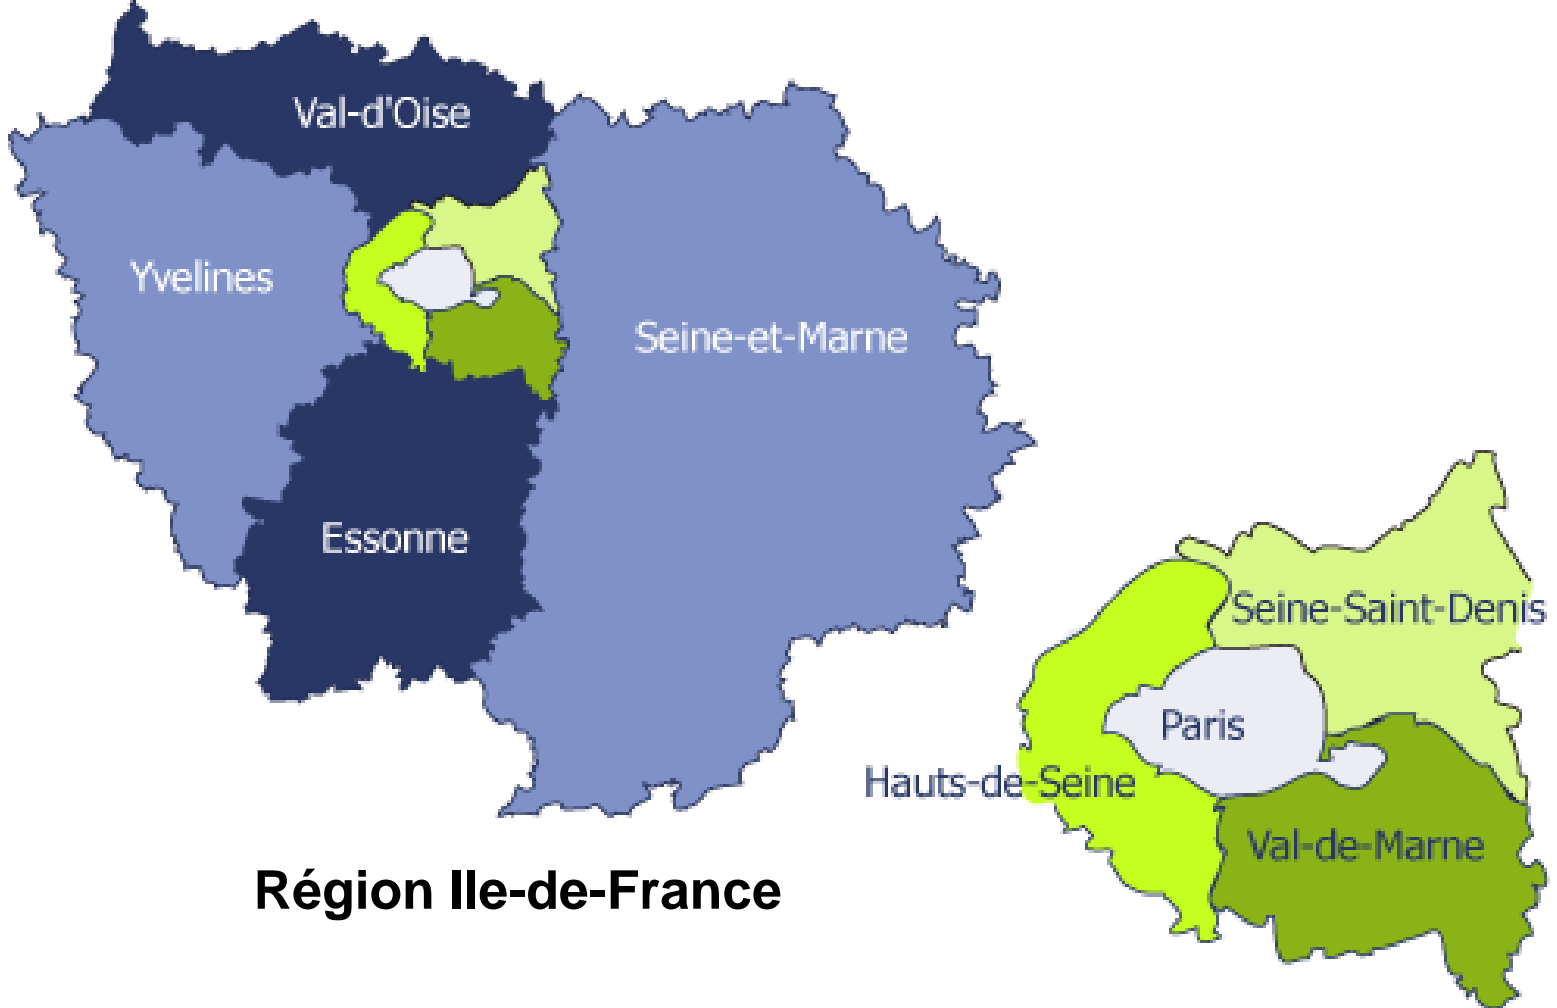 Val-d'Oise
Yvelines
Seine-et-Marne
Essonne
Seine-Saint-Denis
Paris
Hauts-de-Seine
Val-de-Marne
Région Ile-de-France